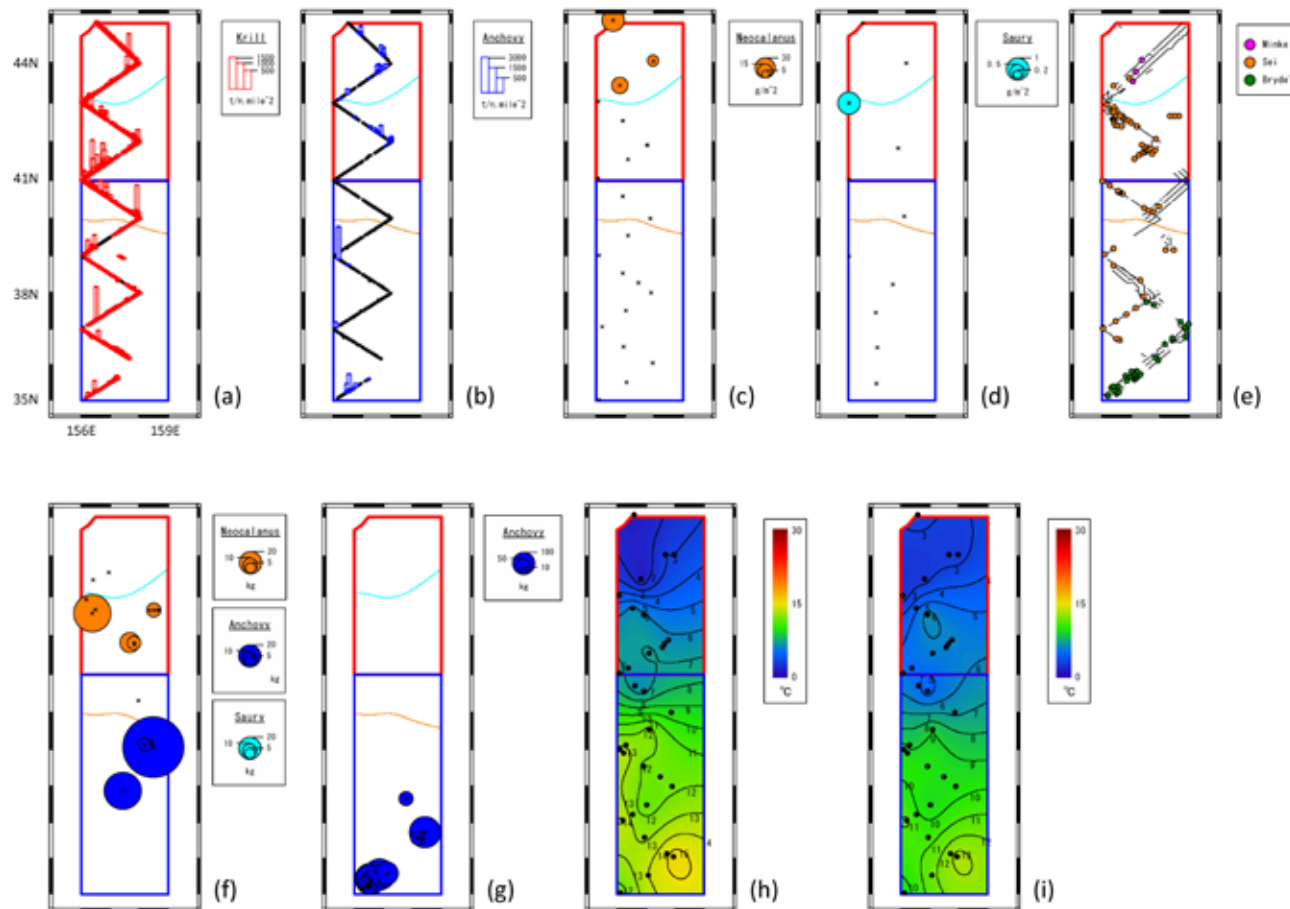 Krill
1500
1000
500
t/n.mile^2
Anchovy
3000
1500
500
t/n.mile^2
Neocalanus
15
30
5
g/m^2
Saury
0.5
1
0.2
g/m^2
Minke
Sei
Bryde
44N
41N
38N
35N
156E
159E
(a)
(b)
(c)
(d)
(e)
Neocalanus
10
20
5
kg
Anchovy
10
20
5
kg
Saury
10
20
5
kg
Anchovy
50
100
10
kg
30
15
0
°C
30
15
0
°C
(f)
(g)
(h)
(i)